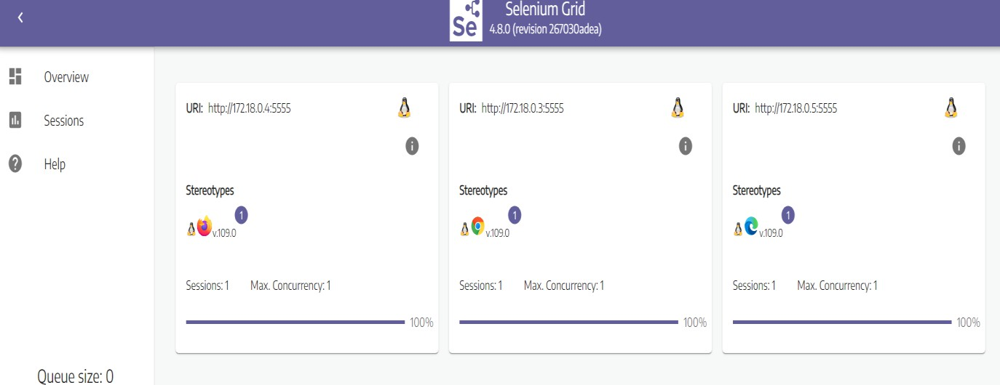 Se
Selenium Grid
4.8.0 (revision 267030adea)
Overview
Sessions
Help
Queue size: 0
URI: http://172.18.0.4:5555
Stereotypes
1
v.109.0
Sessions: 1 Max. Concurrency: 1
100%
URI: http://172.18.0.3:5555
Stereotypes
1
v.109.0
Sessions: 1 Max. Concurrency: 1
100%
URI: http://172.18.0.5:5555
Stereotypes
1
v.109.0
Sessions: 1 Max. Concurrency: 1
100%